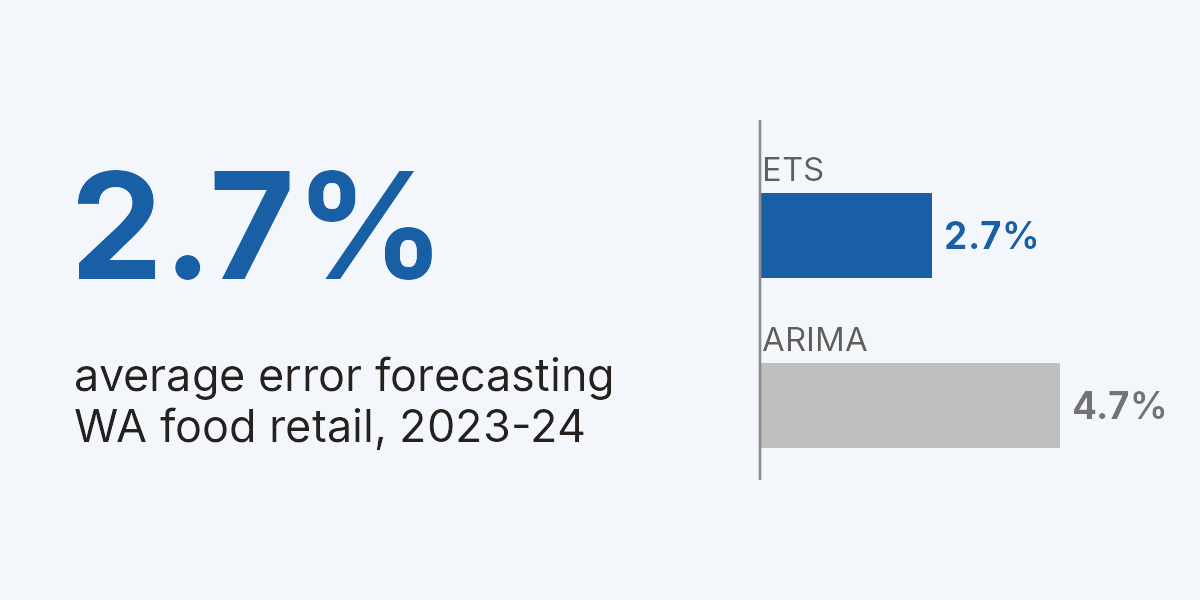 2.7%
average error forecasting
WA food retail, 2023-24
ETS
2.7%
ARIMA
4.7%